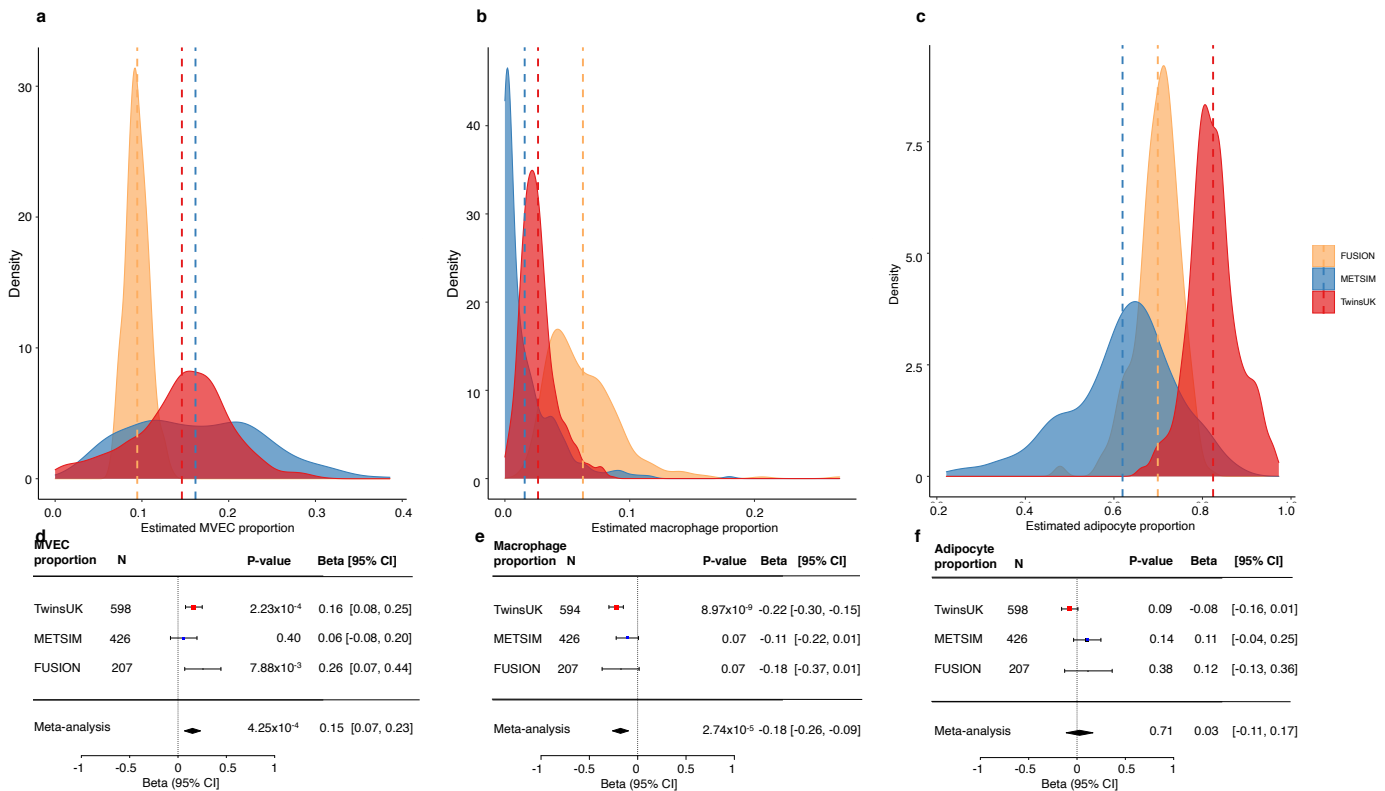 a
b
c
30
20
10
0
Density
0.0
0.1
0.2
0.3
0.4
Estimated MVEC proportion
40
30
20
10
0
Density
0.0
0.1
0.2
Estimated macrophage proportion
7.5
5.0
2.5
0
Density
0.2
0.4
0.6
0.8
1.0
Estimated adipocyte proportion
FUSION
METSIM
TwinsUK
d
MVEC
proportion N P-value Beta [95% CI]
TwinsUK 598 2.23x10-4 0.16 [0.08, 0.25]
METSIM 426 0.40 0.06 [-0.08, 0.20]
FUSION 207 7.88x10-3 0.26 [0.07, 0.44]
Meta-analysis 4.25x10-4 0.15 [0.07, 0.23]
-1 -0.5 0 0.5 1
Beta (95% CI]
e
Macrophage
proportion N P-value Beta [95% CI]
TwinsUK 594 8.97x10-9 -0.22 [-0.30, -0.15]
METSIM 426 0.07 -0.11 [-0.22, 0.01]
FUSION 207 0.07 -0.18 [-0.37, 0.01]
Meta-analysis 2.74x10-5 -0.18 [-0.26, -0.09]
-1 -0.5 0 0.5 1
Beta (95% CI]
f
Adipocyte
proportion N P-value Beta [95% CI]
TwinsUK 598 0.09 -0.08 [-0.16, 0.01]
METSIM 426 0.14 0.11 [-0.04, 0.25]
FUSION 207 0.38 0.12 [-0.13, 0.36]
Meta-analysis 0.71 0.03 [-0.11, 0.17]
-1 -0.5 0 0.5 1
Beta (95% CI]